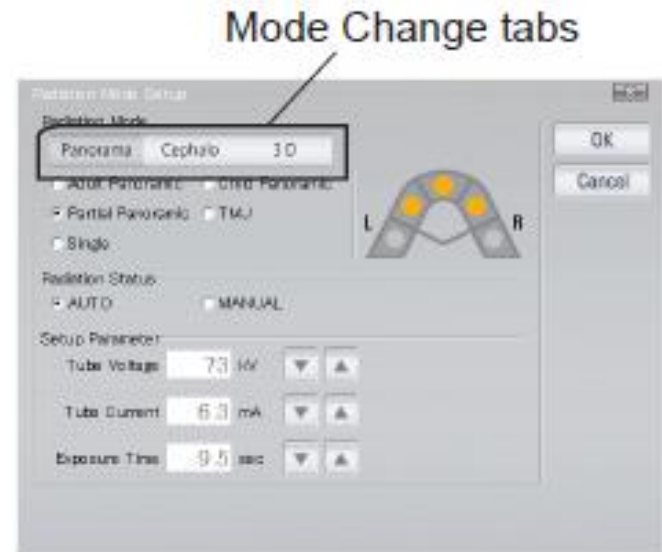 Mode Change tabs
Radiation Mode Setup
Radiation Mode
Panorama Cephalo 3D
OK
Adult Panoramic Child Panoramic
Cancel
Partial Panoramic TMJ
L R
Single
Radiation Status
AUTO MANUAL
Setup Parameter
Tube Voltage 73 kV
Tube Current 6.3 mA
Exposure Time 9.5 sec